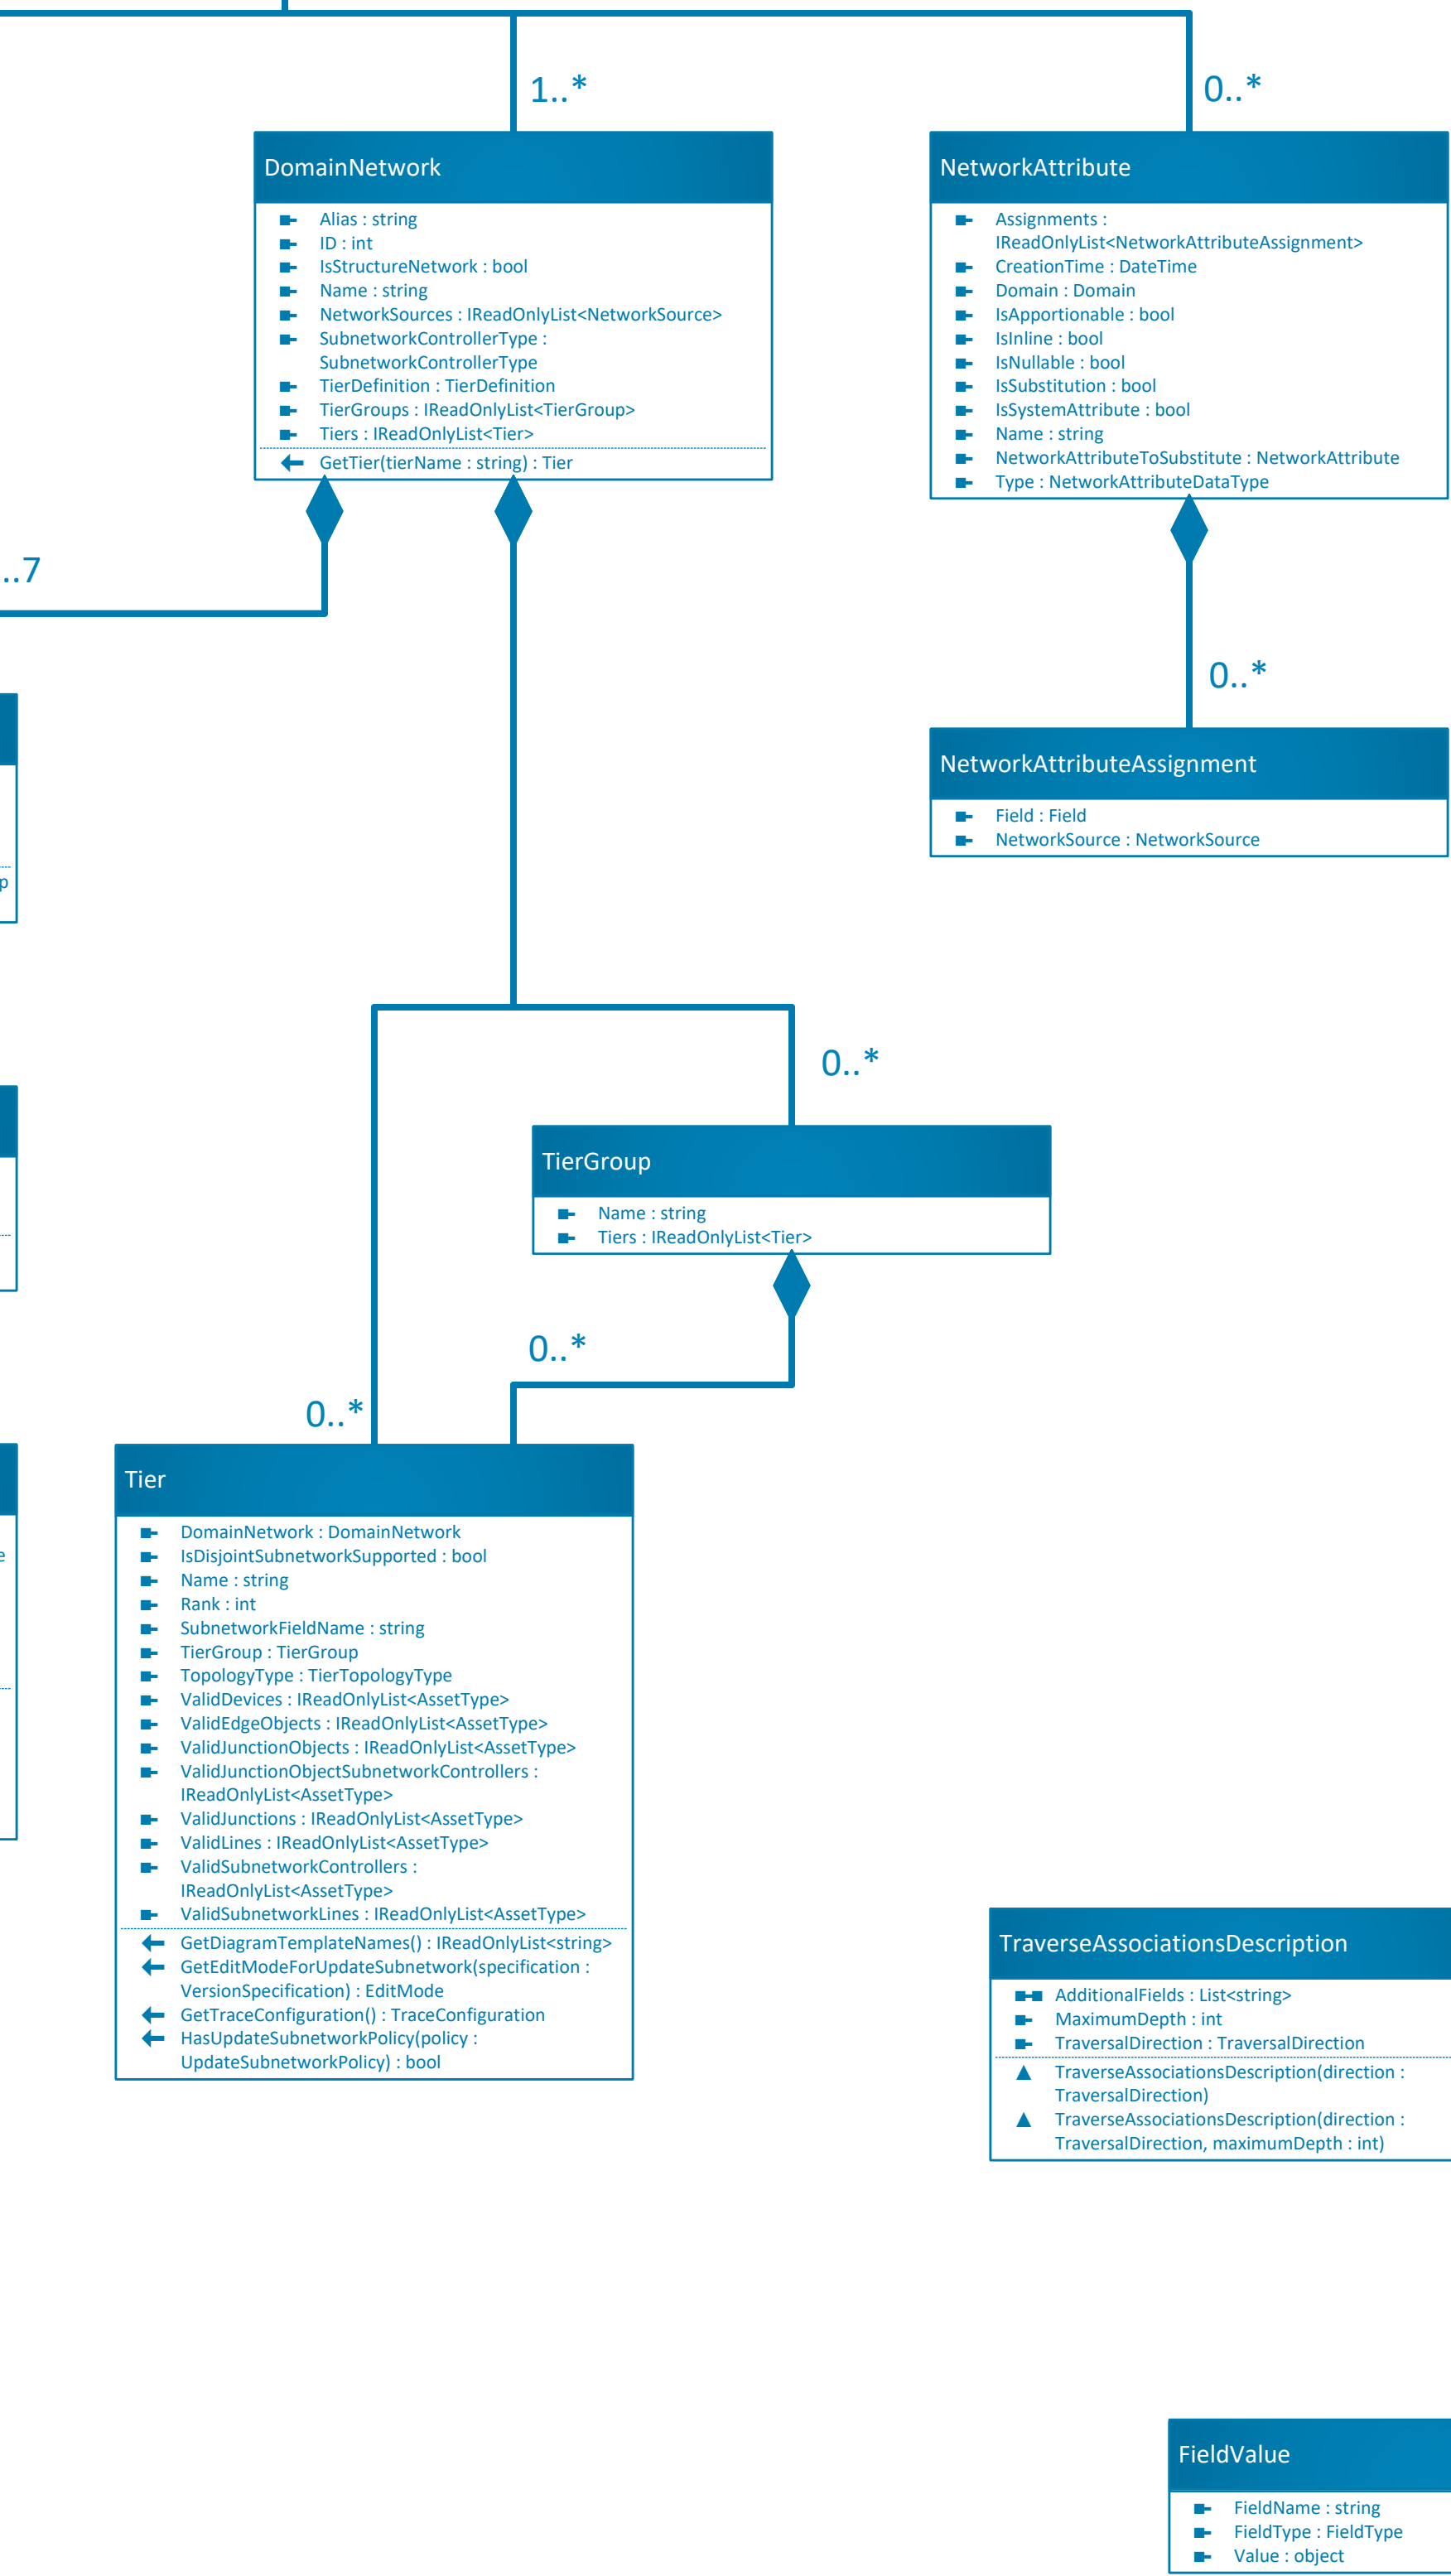 1..*
0..*
DomainNetwork
Alias : string
ID : int
IsStructureNetwork : bool
Name : string
NetworkSources : IReadOnlyList<NetworkSource>
SubnetworkControllerType :
SubnetworkControllerType
TierDefinition : TierDefinition
TierGroups : IReadOnlyList<TierGroup>
Tiers : IReadOnlyList<Tier>
GetTier(tierName : string) : Tier
NetworkAttribute
Assignments :
IReadOnlyList<NetworkAttributeAssignment>
CreationTime : DateTime
Domain : Domain
IsApportionable : bool
IsInline : bool
IsNullable : bool
IsSubstitution : bool
IsSystemAttribute : bool
Name : string
NetworkAttributeToSubstitute : NetworkAttribute
Type : NetworkAttributeDataType
..7
0..*
NetworkAttributeAssignment
Field : Field
NetworkSource : NetworkSource
p
0..*
TierGroup
Name : string
Tiers : IReadOnlyList<Tier>
0..*
0..*
Tier
DomainNetwork : DomainNetwork
IsDisjointSubnetworkSupported : bool
Name : string
Rank : int
SubnetworkFieldName : string
TierGroup : TierGroup
TopologyType : TierTopologyType
ValidDevices : IReadOnlyList<AssetType>
ValidEdgeObjects : IReadOnlyList<AssetType>
ValidJunctionObjects : IReadOnlyList<AssetType>
ValidJunctionObjectSubnetworkControllers :
IReadOnlyList<AssetType>
ValidJunctions : IReadOnlyList<AssetType>
ValidLines : IReadOnlyList<AssetType>
ValidSubnetworkControllers :
IReadOnlyList<AssetType>
ValidSubnetworkLines : IReadOnlyList<AssetType>
GetDiagramTemplateNames() : IReadOnlyList<string>
GetEditModeForUpdateSubnetwork(specification :
VersionSpecification) : EditMode
GetTraceConfiguration() : TraceConfiguration
HasUpdateSubnetworkPolicy(policy :
UpdateSubnetworkPolicy) : bool
e
TraverseAssociationsDescription
AdditionalFields : List<string>
MaximumDepth : int
TraversalDirection : TraversalDirection
TraverseAssociationsDescription(direction :
TraversalDirection)
TraverseAssociationsDescription(direction :
TraversalDirection, maximumDepth : int)
FieldValue
FieldName : string
FieldType : FieldType
Value : object